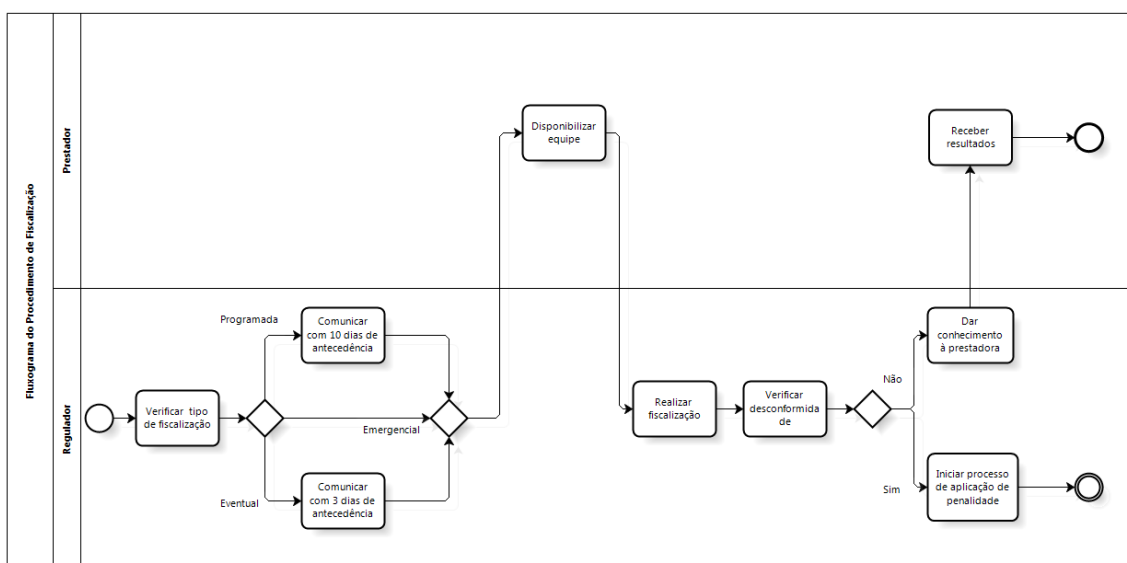 Fluxograma do Procedimento de Fiscalização
Prestador
Disponibilizar
equipe
Receber
resultados
Regulador
Verificar tipo
de fiscalização
Programada
Comunicar
com 10 dias de
antecedência
Emergencial
Eventual
Comunicar
com 3 dias de
antecedência
Realizar
fiscalização
Verificar
desconformida
de
Não
Dar
conhecimento
à prestadora
Sim
Iniciar processo
de aplicação de
penalidade